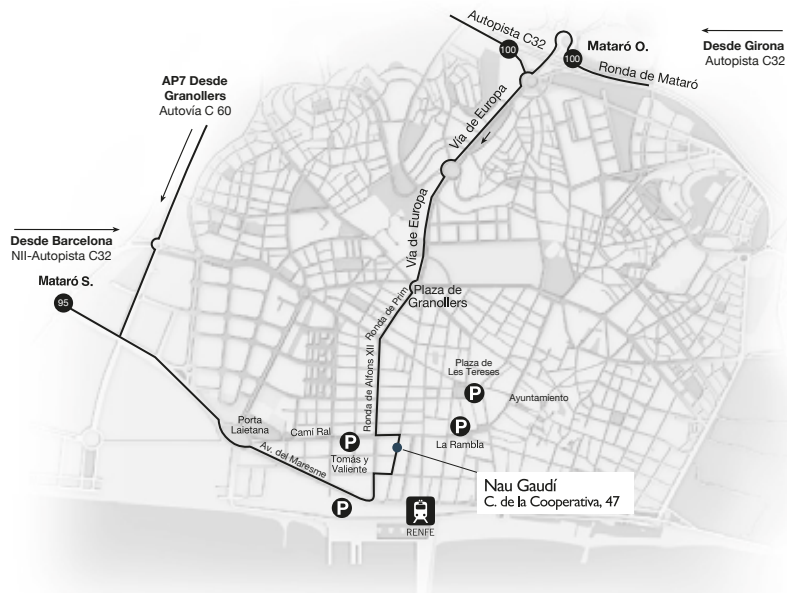 Autopista C32
100
Mataró O.
100
Ronda de Mataró
Desde Girona
Autopista C32
AP7 Desde
Granollers
Autovía C 60
Vía de Europa
Vía de Europa
Desde Barcelona
NII-Autopista C32
Mataró S.
95
Plaza de
Granollers
Ronda de Prim
Ronda de Alfons XII
Plaza de
Les Tereses
P
Ayuntamiento
Porta
Laietana
Camí Ral
P
P
La Rambla
Tomás y
Valiente
Av. del Maresme
Nau Gaudí
C. de la Cooperativa, 47
P
RENFE